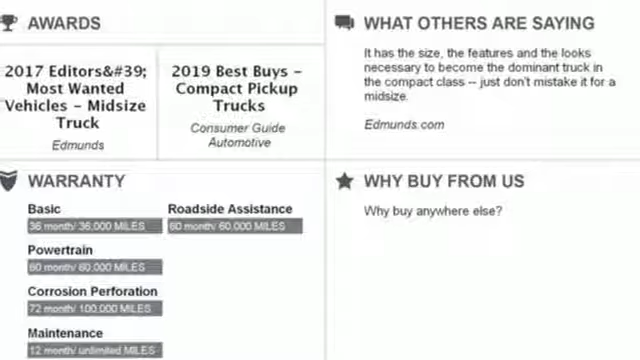 AWARDS
2017 Editors&#39;
Most Wanted
Vehicles – Midsize
Truck
Edmunds
2019 Best Buys –
Compact Pickup
Trucks
Consumer Guide
Automotive
WHAT OTHERS ARE SAYING
It has the size, the features and the looks
necessary to become the dominant truck in
the compact class -- just don't mistake it for a
midsize.
Edmunds.com
WARRANTY
Basic
36 month/ 36,000 MILES
Roadside Assistance
60 month/ 60,000 MILES
Powertrain
60 month/ 60,000 MILES
Corrosion Perforation
72 month/ 100,000 MILES
Maintenance
12 month/ unlimited MILES
WHY BUY FROM US
Why buy anywhere else?